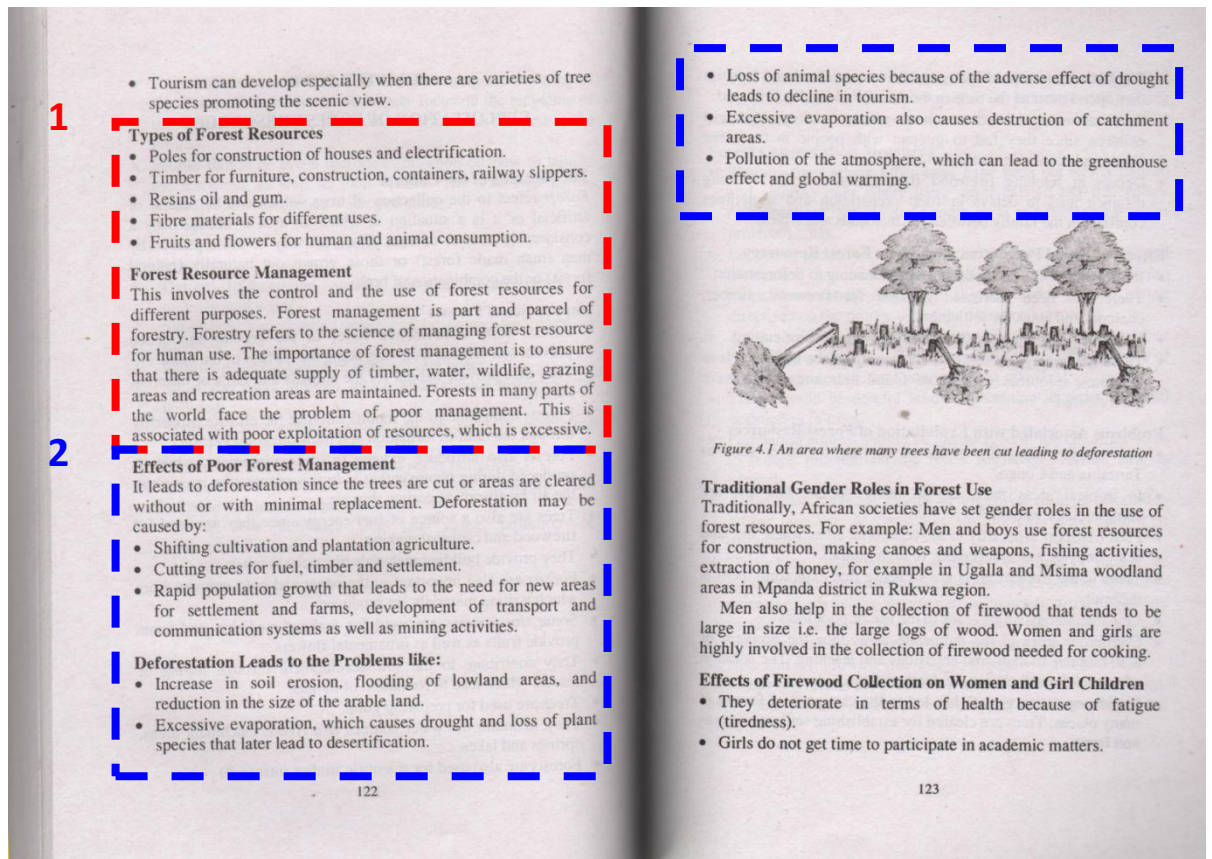 • Tourism can develop especially when there are varieties of tree
species promoting the scenic view.
1
Types of Forest Resources
• Poles for construction of houses and electrification.
• Timber for furniture, construction, containers, railway slippers.
• Resins oil and gum.
• Fibre materials for different uses.
• Fruits and flowers for human and animal consumption.
Forest Resource Management
This involves the control and the use of forest resources for
different purposes. Forest management is part and parcel of
forestry. Forestry refers to the science of managing forest resource
for human use. The importance of forest management is to ensure
that there is adequate supply of timber, water, wildlife, grazing
areas and recreation areas are maintained. Forests in many parts of
the world face the problem of poor management. This is
associated with poor exploitation of resources, which is excessive.
2
Effects of Poor Forest Management
It leads to deforestation since the trees are cut or areas are cleared
without or with minimal replacement. Deforestation may be
caused by:
• Shifting cultivation and plantation agriculture.
• Cutting trees for fuel, timber and settlement.
• Rapid population growth that leads to the need for new areas
for settlement and farms, development of transport and
communication systems as well as mining activities.
Deforestation Leads to the Problems like:
• Increase in soil erosion, flooding of lowland areas, and
reduction in the size of the arable land.
• Excessive evaporation, which causes drought and loss of plant
species that later lead to desertification.
122
• Loss of animal species because of the adverse effect of drought
leads to decline in tourism.
• Excessive evaporation also causes destruction of catchment
areas.
• Pollution of the atmosphere, which can lead to the greenhouse
effect and global warming.
Figure 4.1 An area where many trees have been cut leading to deforestation
Traditional Gender Roles in Forest Use
Traditionally, African societies have set gender roles in the use of
forest resources. For example: Men and boys use forest resources
for construction, making canoes and weapons, fishing activities,
extraction of honey, for example in Ugalla and Msima woodland
areas in Mpanda district in Rukwa region.
Men also help in the collection of firewood that tends to be
large in size i.e. the large logs of wood. Women and girls are
highly involved in the collection of firewood needed for cooking.
Effects of Firewood Collection on Women and Girl Children
• They deteriorate in terms of health because of fatigue
(tiredness).
• Girls do not get time to participate in academic matters.
123